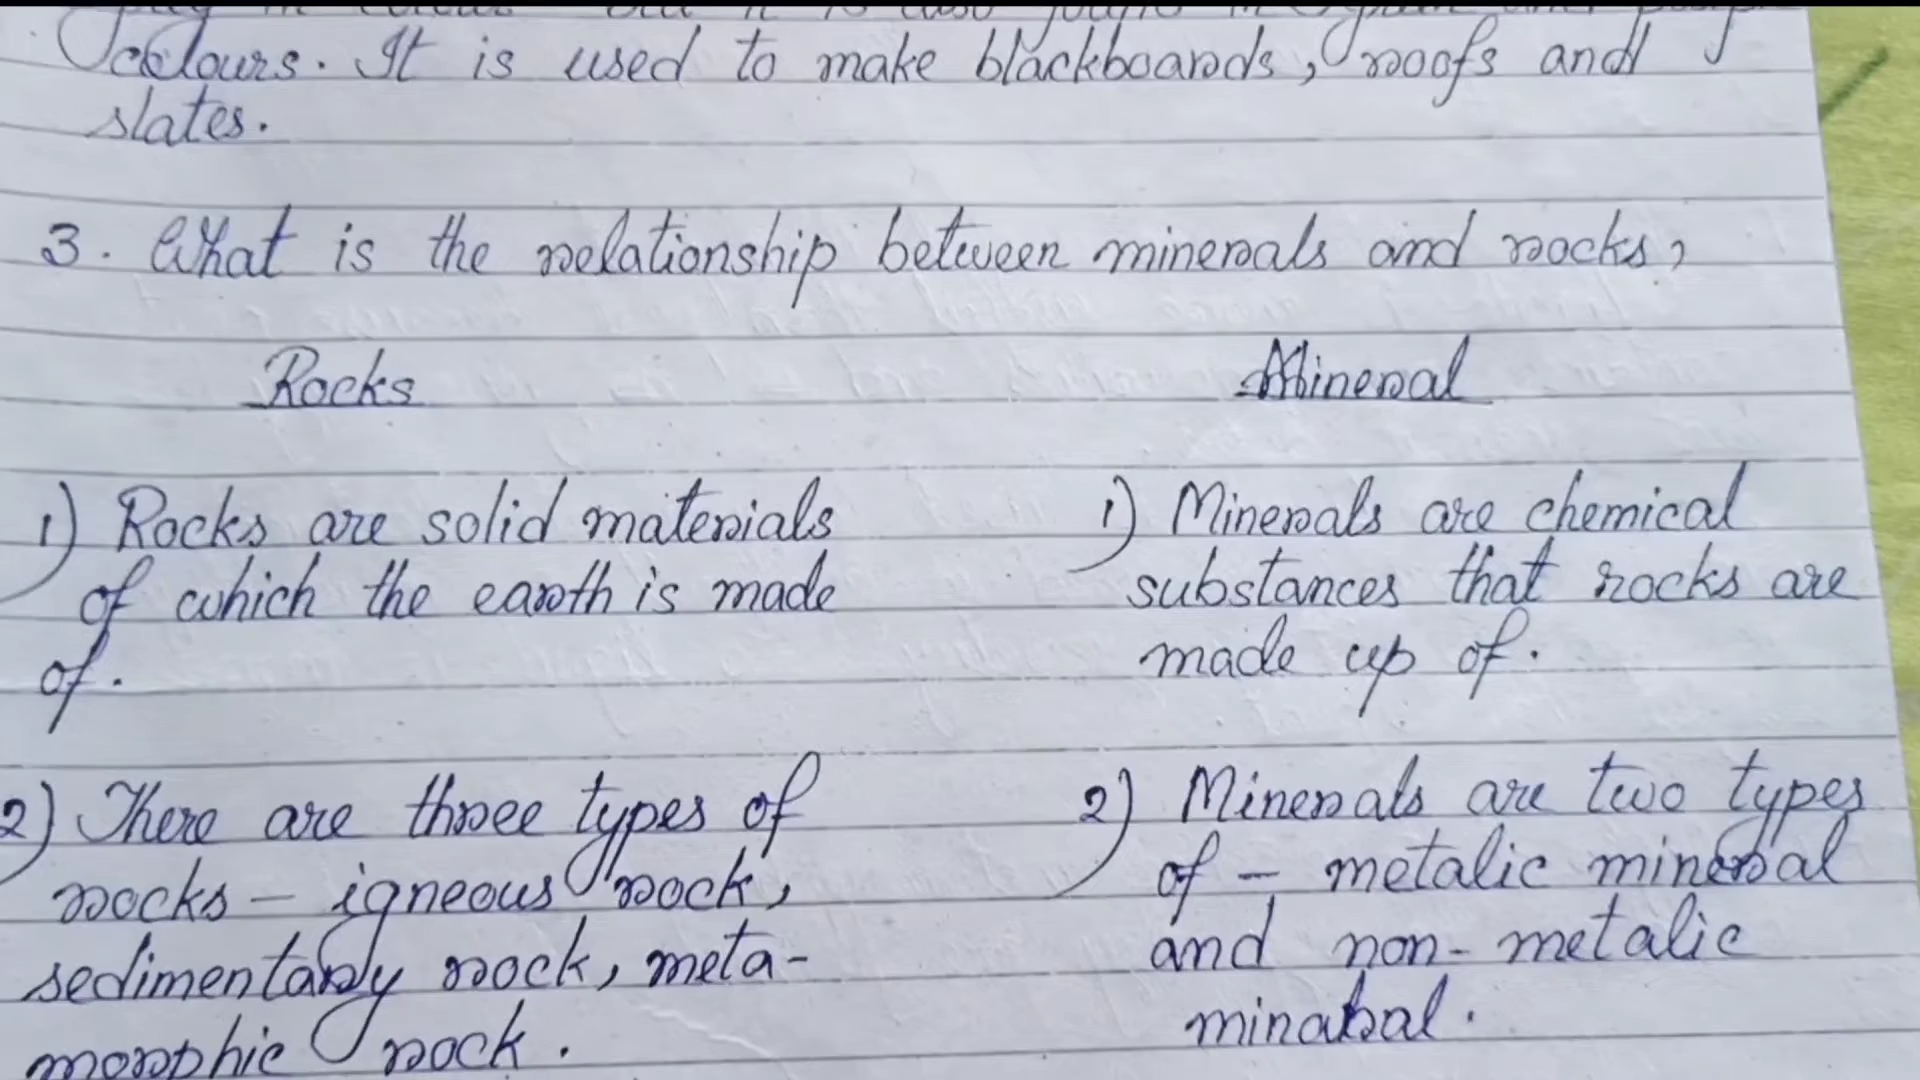 colours. It is used to make blackboards, roofs and
slates.
3. What is the relationship between minerals and rocks,
Rocks
Mineral
1) Rocks are solid materials
of which the earth is made
of.
2) There are three types of
rocks – igneous rock,
sedimentary rock, meta-
morphic rock.
1) Minerals are chemical
substances that rocks are
made up of.
2) Minerals are two types
of – metalic mineral
and non-metalic
minaral.